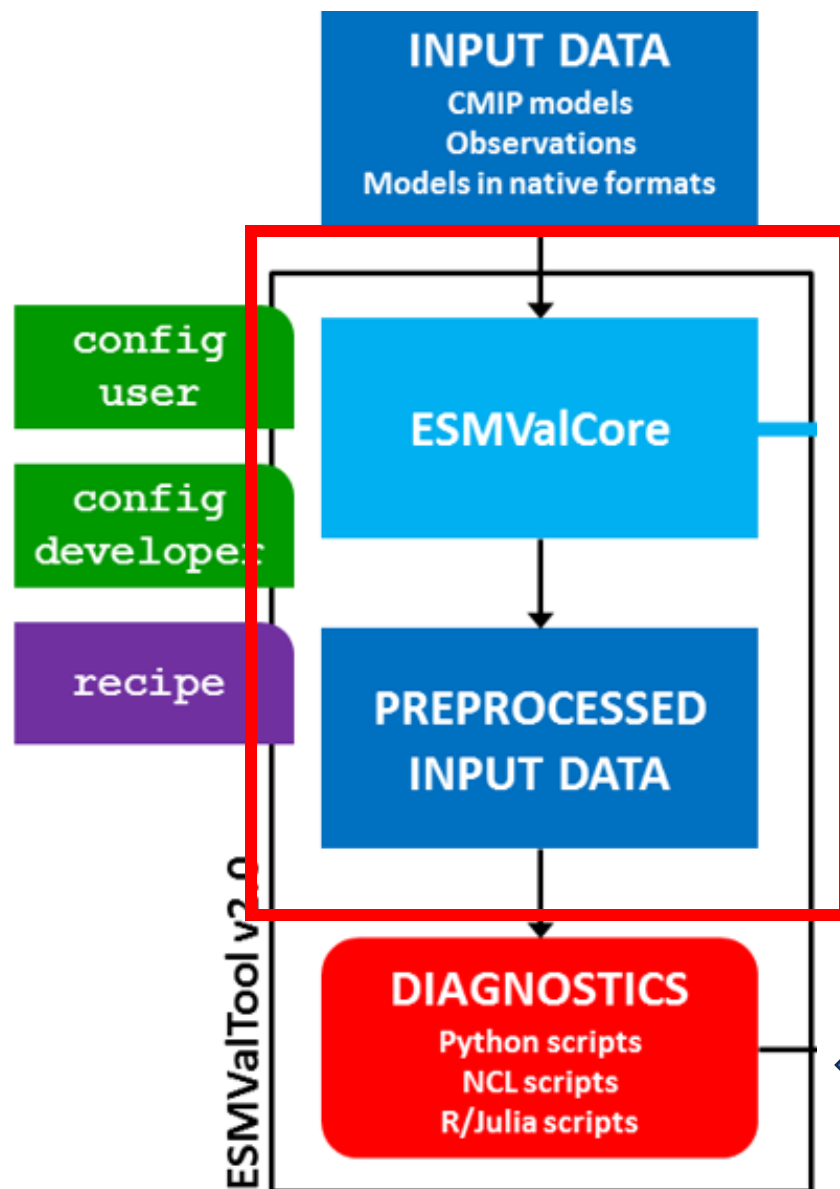 INPUT DATA
CMIP models
Observations
Models in native formats
config
user
ESMValCore
config
developer
recipe
PREPROCESSED
INPUT DATA
ESMValTool v2.0
DIAGNOSTICS
Python scripts
NCL scripts
R/Julia scripts